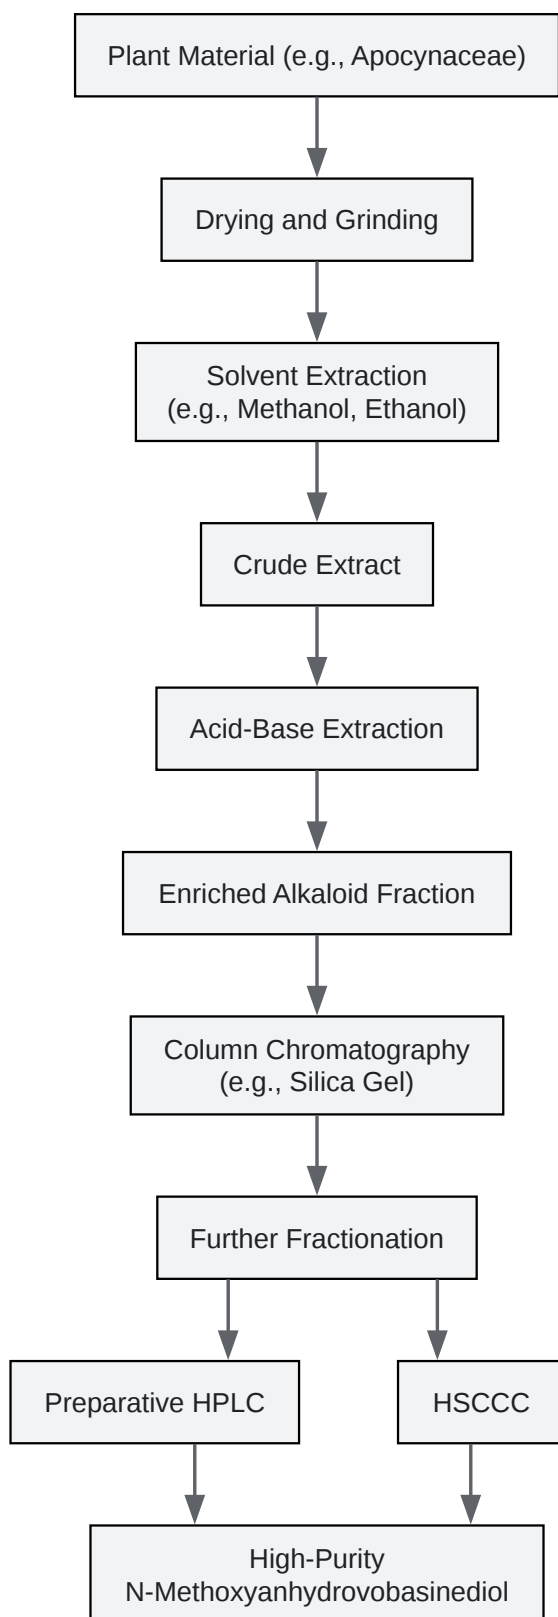 Plant Material (e.g., Apocynaceae)
Drying and Grinding
Solvent Extraction
(e.g., Methanol, Ethanol)
Crude Extract
Acid-Base Extraction
Enriched Alkaloid Fraction
Column Chromatography
(e.g., Silica Gel)
Further Fractionation
Preparative HPLC
HSCCC
High-Purity
N-Methoxyanhydrovobasinediol